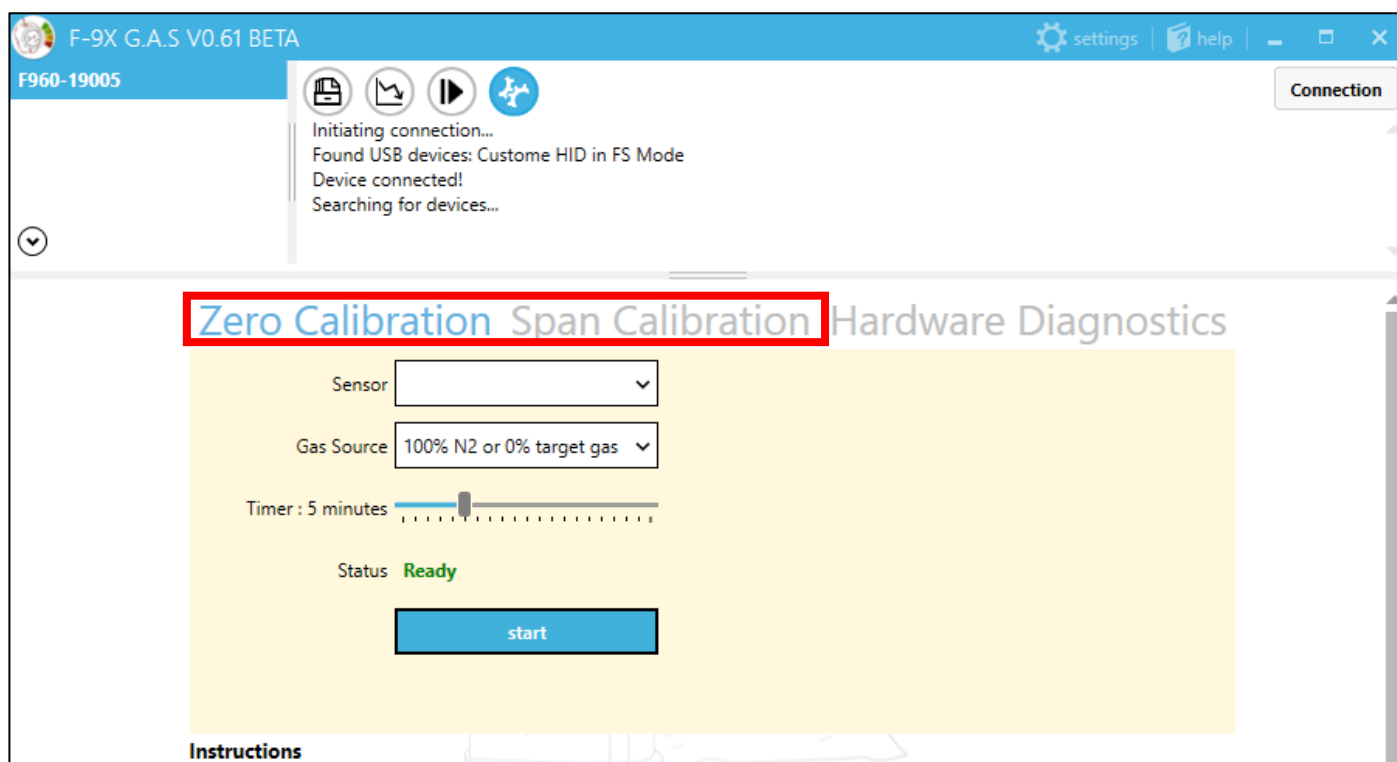 F-9X G.A.S V0.61 BETA
settings
help
F960-19005
Connection
Initiating connection...
Found USB devices: Custome HID in FS Mode
Device connected!
Searching for devices...
Zero Calibration Span Calibration Hardware Diagnostics
Sensor
Gas Source 100% N2 or 0% target gas
Timer : 5 minutes
Status Ready
start
Instructions